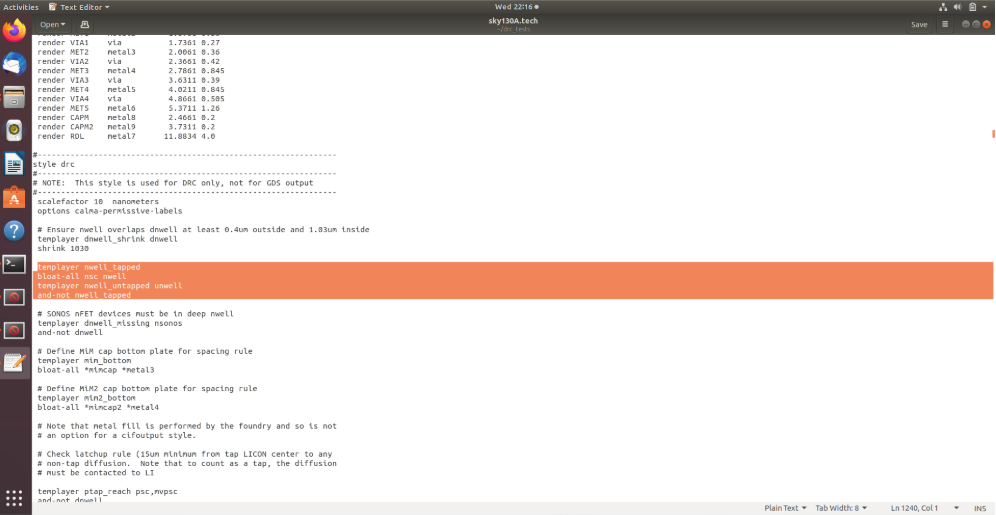 Activities
Text Editor
Wed 22:16
Open
sky130A.tech
~/drc_tests
Save
render VIA1 via 1.7361 0.27
render MET2 metal3 2.0061 0.36
render VIA2 via 2.3661 0.42
render MET3 metal4 2.7861 0.845
render VIA3 via 3.6311 0.39
render MET4 metal5 4.0211 0.845
render VIA4 via 4.8661 0.505
render MET5 metal6 5.3711 1.26
render CAPM metal8 2.4661 0.2
render CAPM2 metal9 3.7311 0.2
render RDL metal7 11.8834 4.0
#----------------------------------------------------------------
style drc
#----------------------------------------------------------------
# NOTE:  This style is used for DRC only, not for GDS output
#----------------------------------------------------------------
scalefactor 10  nanometers
options calma-permissive-labels
# Ensure nwell overlaps dnwell at least 0.4um outside and 1.03um inside
templayer dnwell_shrink dnwell
shrink 1030
templayer nwell_tapped
bloat-all nsc nwell
templayer nwell_untapped unwell
and-not nwell_tapped
# SONOS nFET devices must be in deep nwell
templayer dnwell_missing nsonos
and-not dnwell
# Define MiM cap bottom plate for spacing rule
templayer mim_bottom
bloat-all *mimcap *metal3
# Define MiM2 cap bottom plate for spacing rule
templayer mim2_bottom
bloat-all *mimcap2 *metal4
# Note that metal fill is performed by the foundry and so is not
# an option for a cifoutput style.
# Check latchup rule (15um minimum from tap LICON center to any
# non-tap diffusion.  Note that to count as a tap, the diffusion
# must be contacted to LI
templayer ptap_reach psc,mvpsc
and-not dnwell
Plain Text
Tab Width: 8
Ln 1240, Col 1
INS